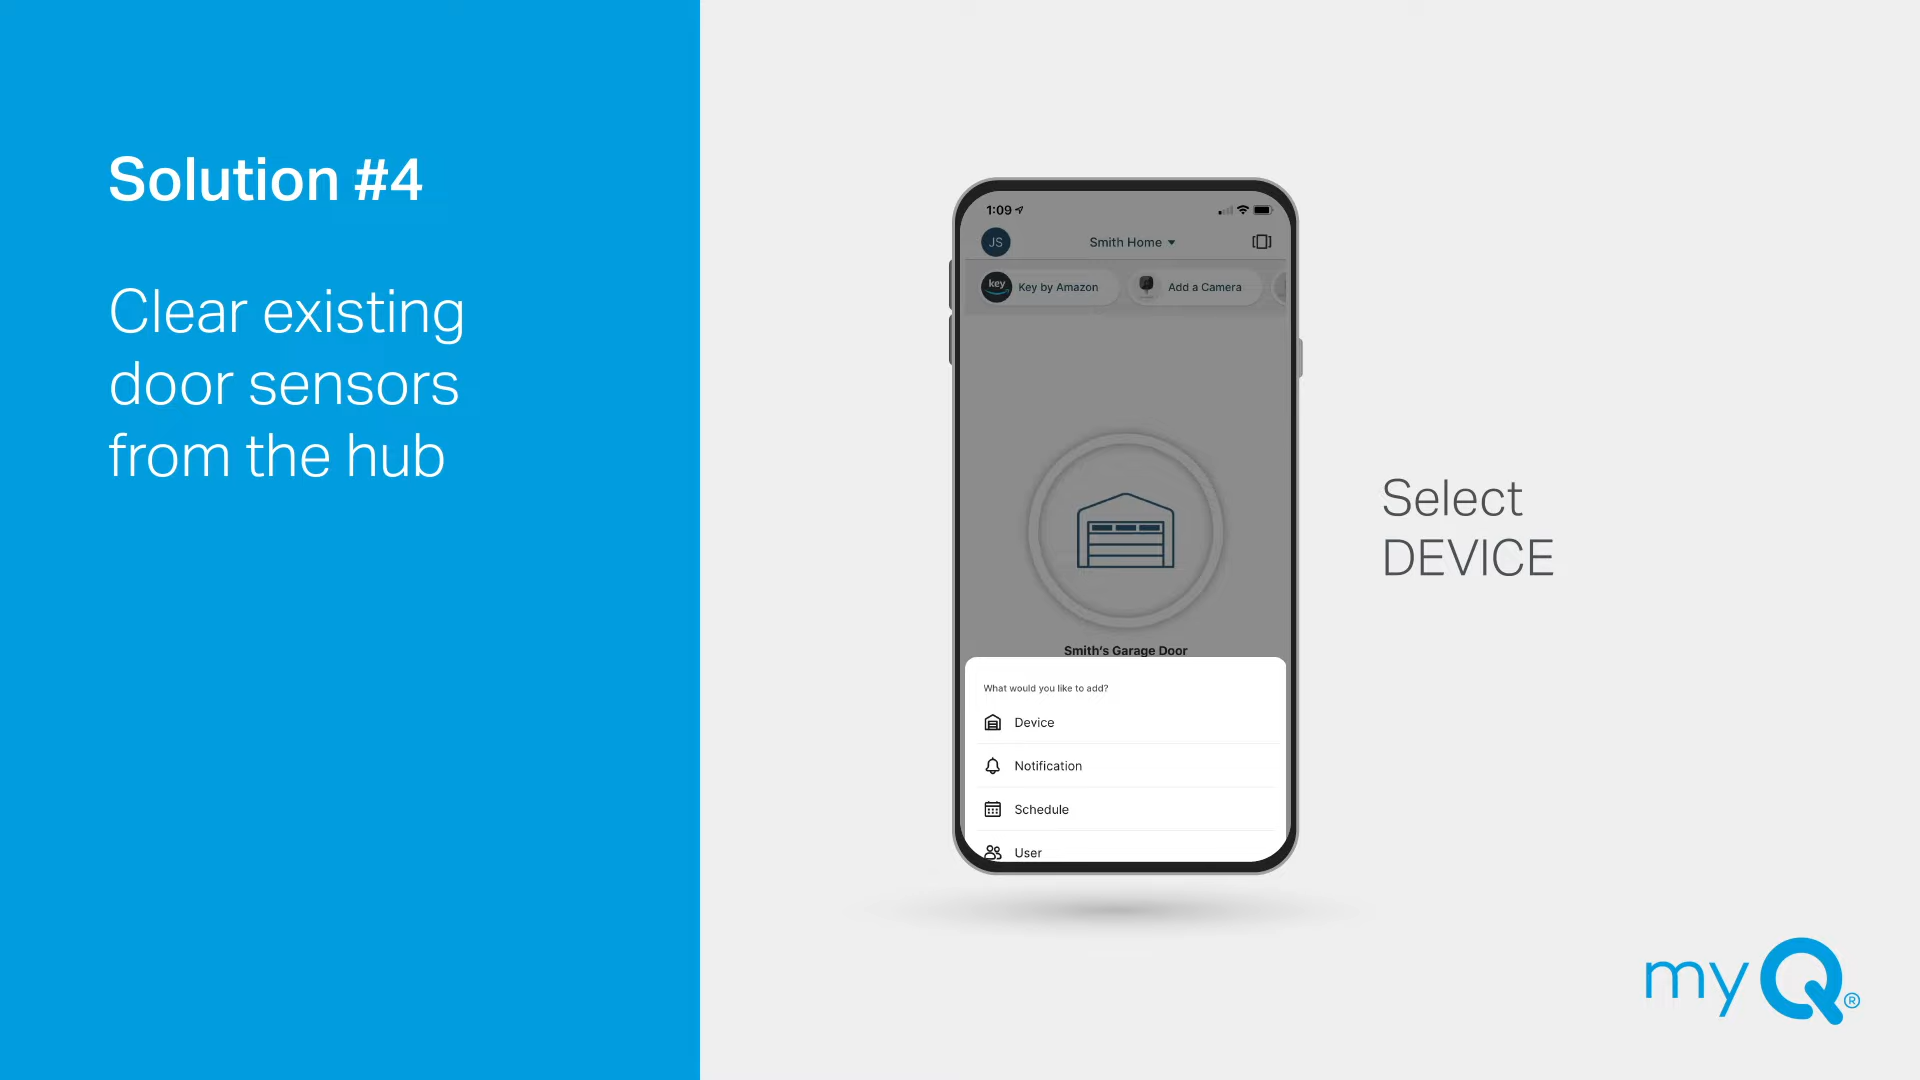 Solution #4
Clear existing
door sensors
from the hub
1:09
JS
Smith Home
key
Key by Amazon
Add a Camera
Smith's Garage Door
What would you like to add?
Device
Notification
Schedule
User
Select
DEVICE
myQ®